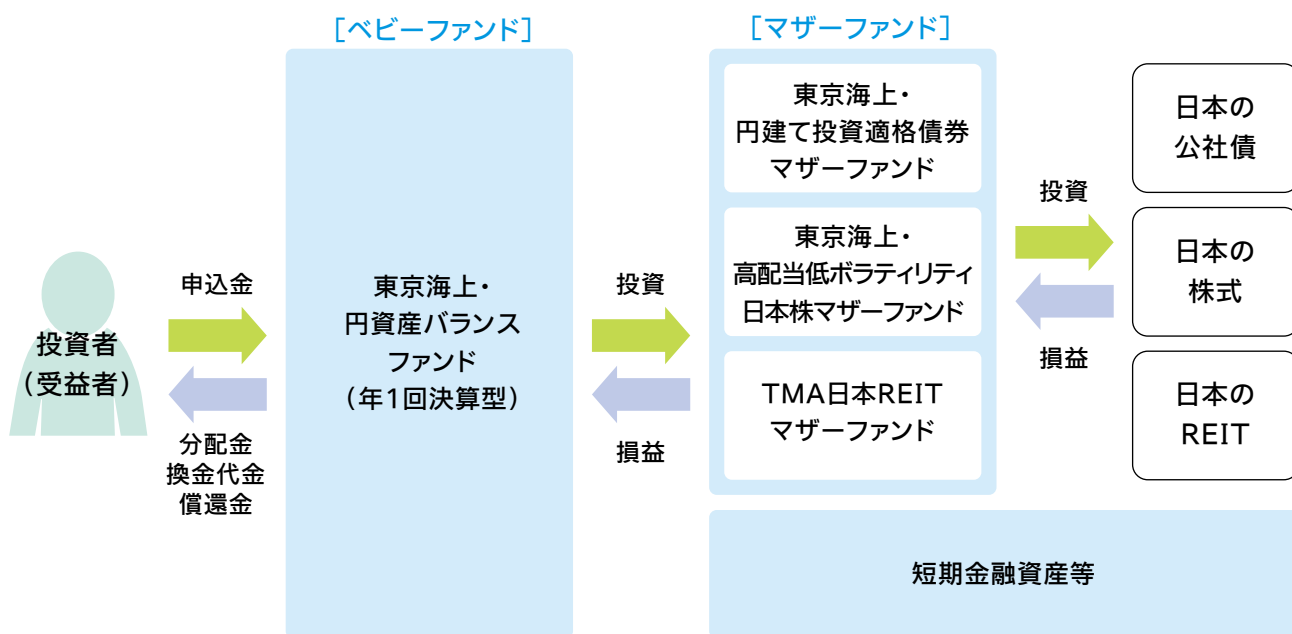 ［ベビーファンド］
［マザーファンド］
投資者
（受益者）
申込金
分配金
換金代金
償還金
東京海上・
円資産バランス
ファンド
（年1回決算型）
投資
損益
東京海上・
円建て投資適格債券
マザーファンド
東京海上・
高配当低ボラティリティ
日本株マザーファンド
TMA日本REIT
マザーファンド
投資
損益
日本の
公社債
日本の
株式
日本の
REIT
短期金融資産等